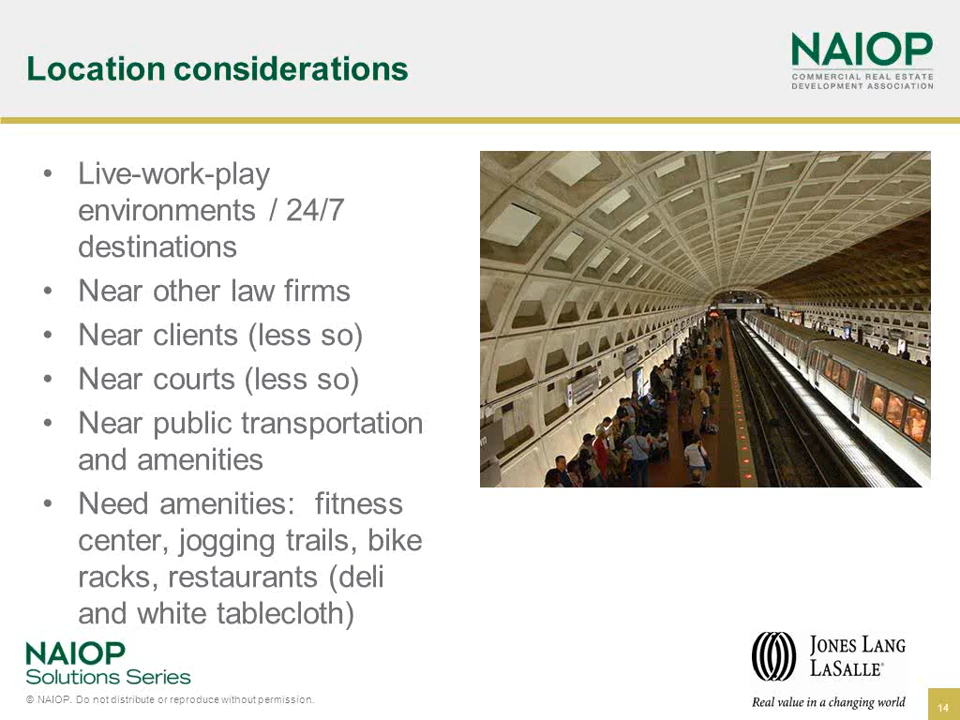 Location considerations
NAIOP
COMMERCIAL REAL ESTATE
DEVELOPMENT ASSOCIATION
• Live-work-play
environments / 24/7
destinations
• Near other law firms
• Near clients (less so)
• Near courts (less so)
• Near public transportation
and amenities
• Need amenities: fitness
center, jogging trails, bike
racks, restaurants (deli
and white tablecloth)
NAIOP
Solutions Series
© NAIOP. Do not distribute or reproduce without permission.
JONES LANG
LASALLE®
Real value in a changing world
14